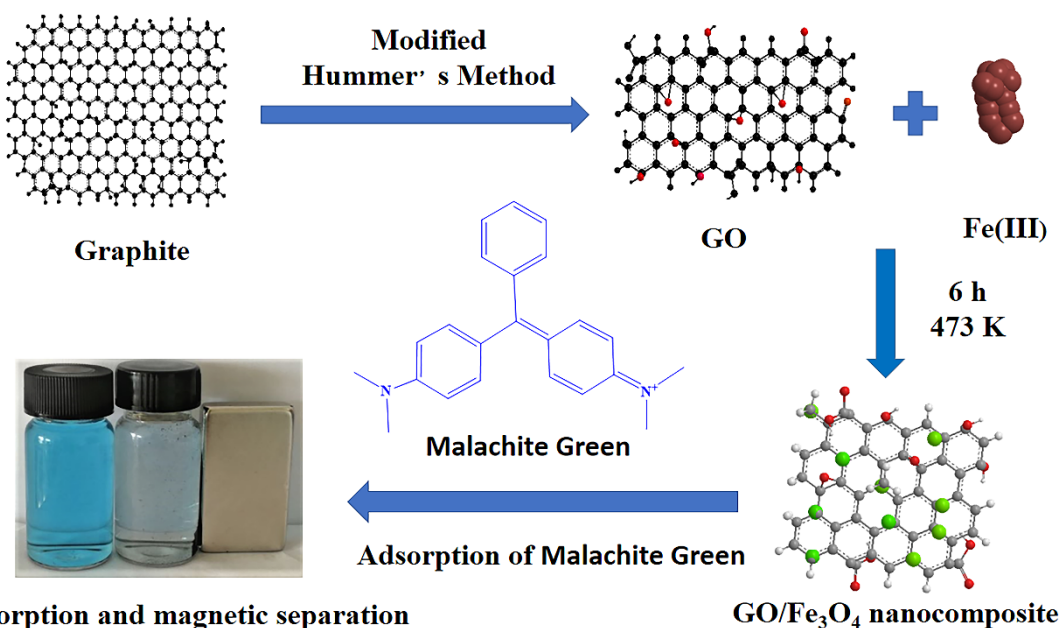 Modified
Hummer’ s Method
Graphite
GO
Fe(III)
6 h
473 K
N
N⁺
Malachite Green
Adsorption of Malachite Green
GO/Fe₃O₄ nanocomposite
orption and magnetic separation